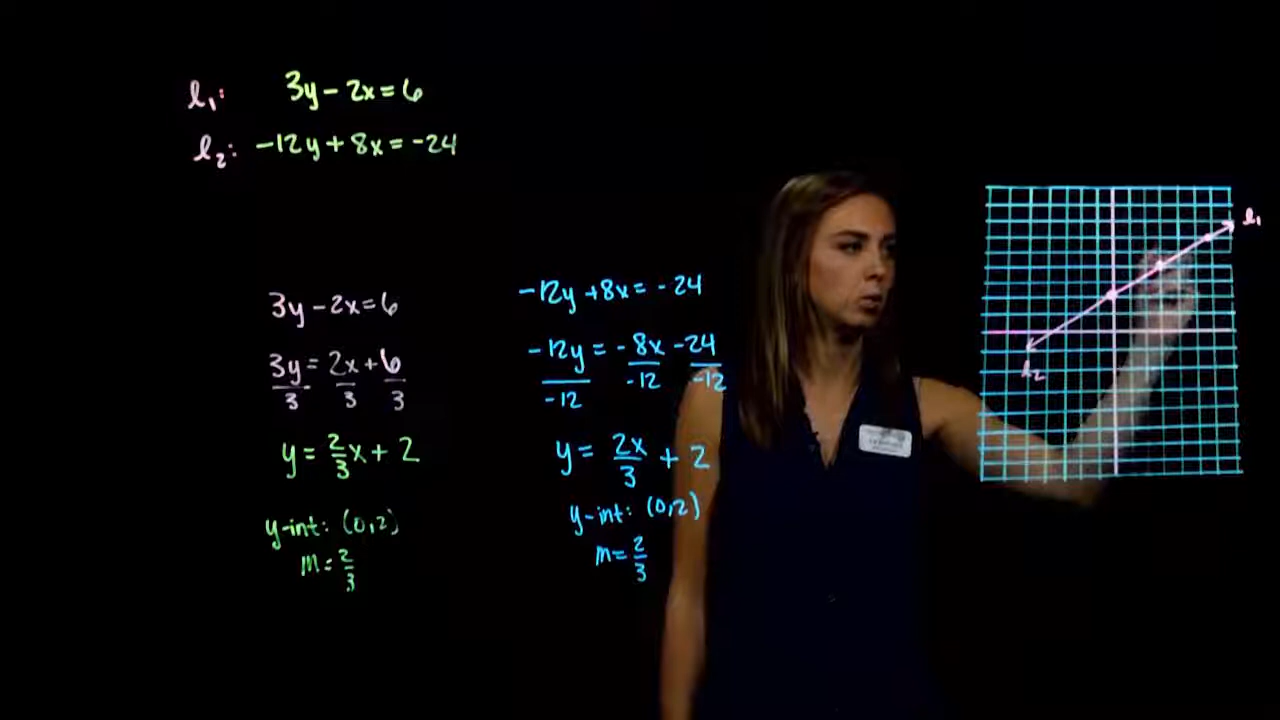 l₁: 3y - 2x = 6
l₂: -12y + 8x = -24
3y - 2x = 6
3y/3 = 2x/3 + 6/3
y = 2/3 x + 2
y-int: (0,2)
m = 2/3
-12y + 8x = -24
-12y/-12 = -8x/-12 -24/-12
y = 2x/3 + 2
y-int: (0,2)
m = 2/3
l₁
l₂